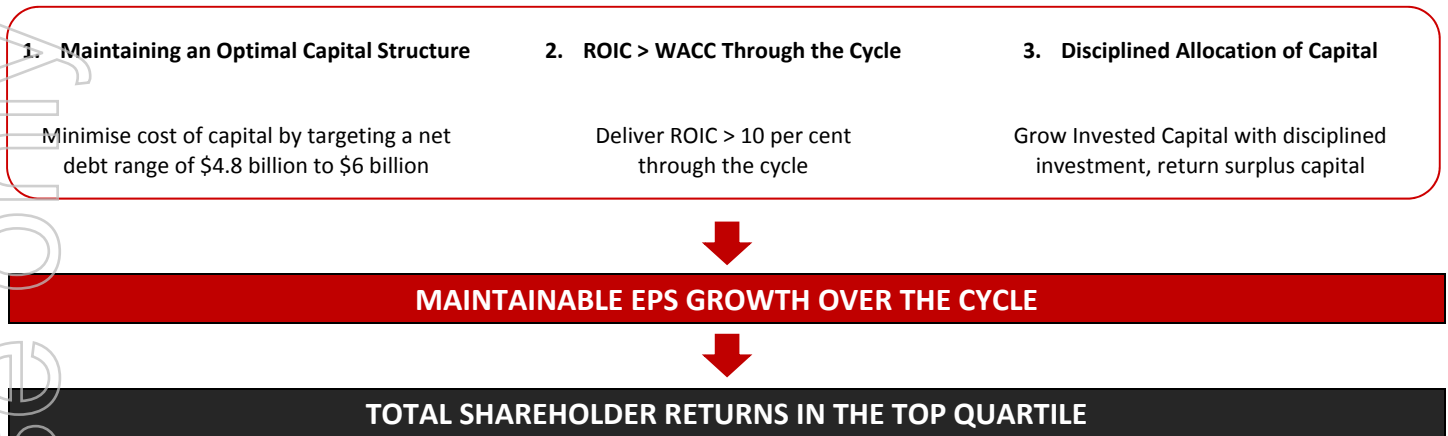 1. Maintaining an Optimal Capital Structure
Minimise cost of capital by targeting a net
debt range of $4.8 billion to $6 billion
2. ROIC > WACC Through the Cycle
Deliver ROIC > 10 per cent
through the cycle
3. Disciplined Allocation of Capital
Grow Invested Capital with disciplined
investment, return surplus capital
MAINTAINABLE EPS GROWTH OVER THE CYCLE
TOTAL SHAREHOLDER RETURNS IN THE TOP QUARTILE